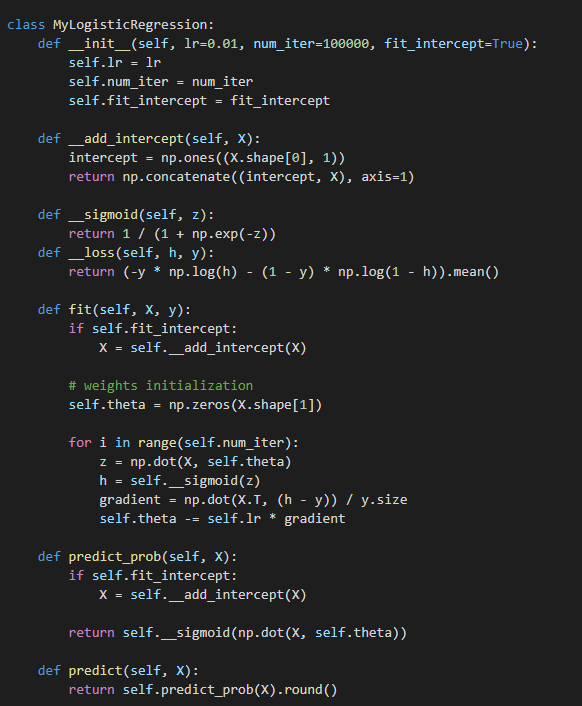 class MyLogisticRegression:
    def __init__(self, lr=0.01, num_iter=100000, fit_intercept=True):
        self.lr = lr
        self.num_iter = num_iter
        self.fit_intercept = fit_intercept

    def __add_intercept(self, X):
        intercept = np.ones((X.shape[0], 1))
        return np.concatenate((intercept, X), axis=1)

    def __sigmoid(self, z):
        return 1 / (1 + np.exp(-z))
    def __loss(self, h, y):
        return (-y * np.log(h) - (1 - y) * np.log(1 - h)).mean()

    def fit(self, X, y):
        if self.fit_intercept:
            X = self.__add_intercept(X)

        # weights initialization
        self.theta = np.zeros(X.shape[1])

        for i in range(self.num_iter):
            z = np.dot(X, self.theta)
            h = self.__sigmoid(z)
            gradient = np.dot(X.T, (h - y)) / y.size
            self.theta -= self.lr * gradient

    def predict_prob(self, X):
        if self.fit_intercept:
            X = self.__add_intercept(X)

        return self.__sigmoid(np.dot(X, self.theta))

    def predict(self, X):
        return self.predict_prob(X).round()